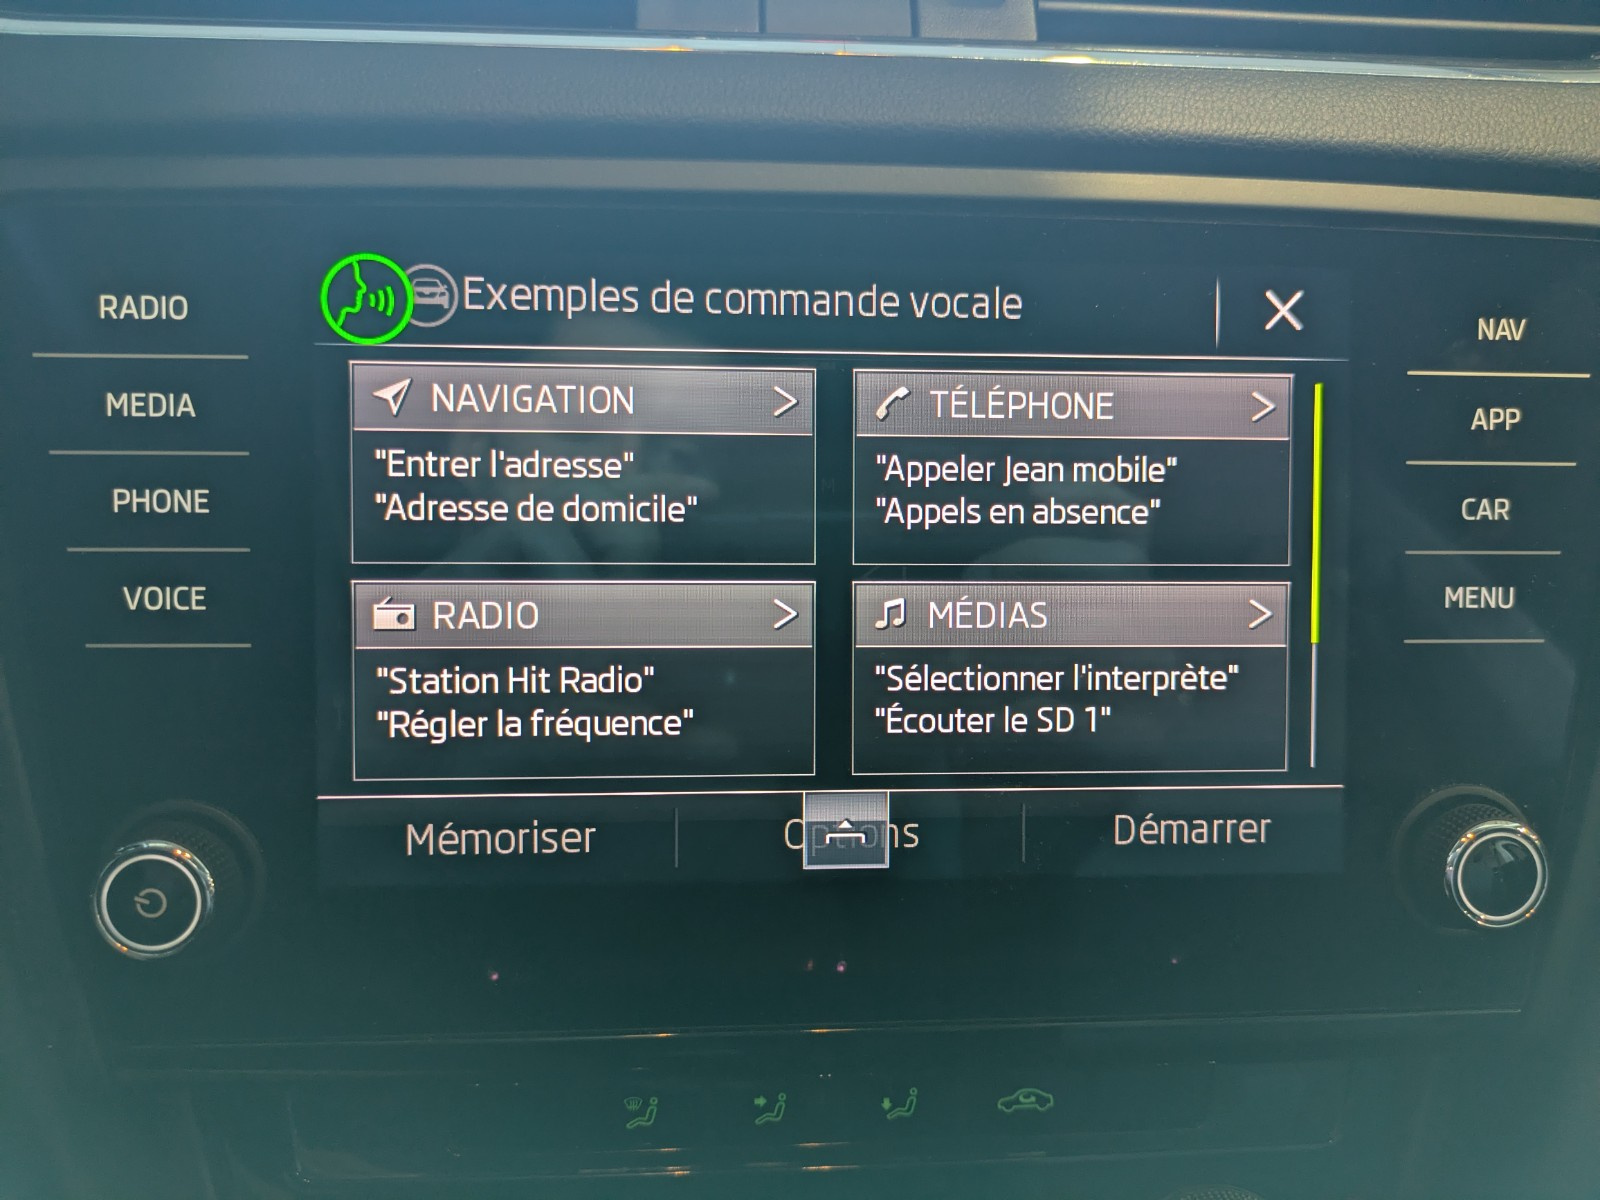 RADIO
MEDIA
PHONE
VOICE
Exemples de commande vocale
NAVIGATION
"Entrer l'adresse"
"Adresse de domicile"
TÉLÉPHONE
"Appeler Jean mobile"
"Appels en absence"
RADIO
"Station Hit Radio"
"Régler la fréquence"
MÉDIAS
"Sélectionner l'interprète"
"Écouter le SD 1"
Mémoriser
Options
Démarrer
NAV
APP
CAR
MENU